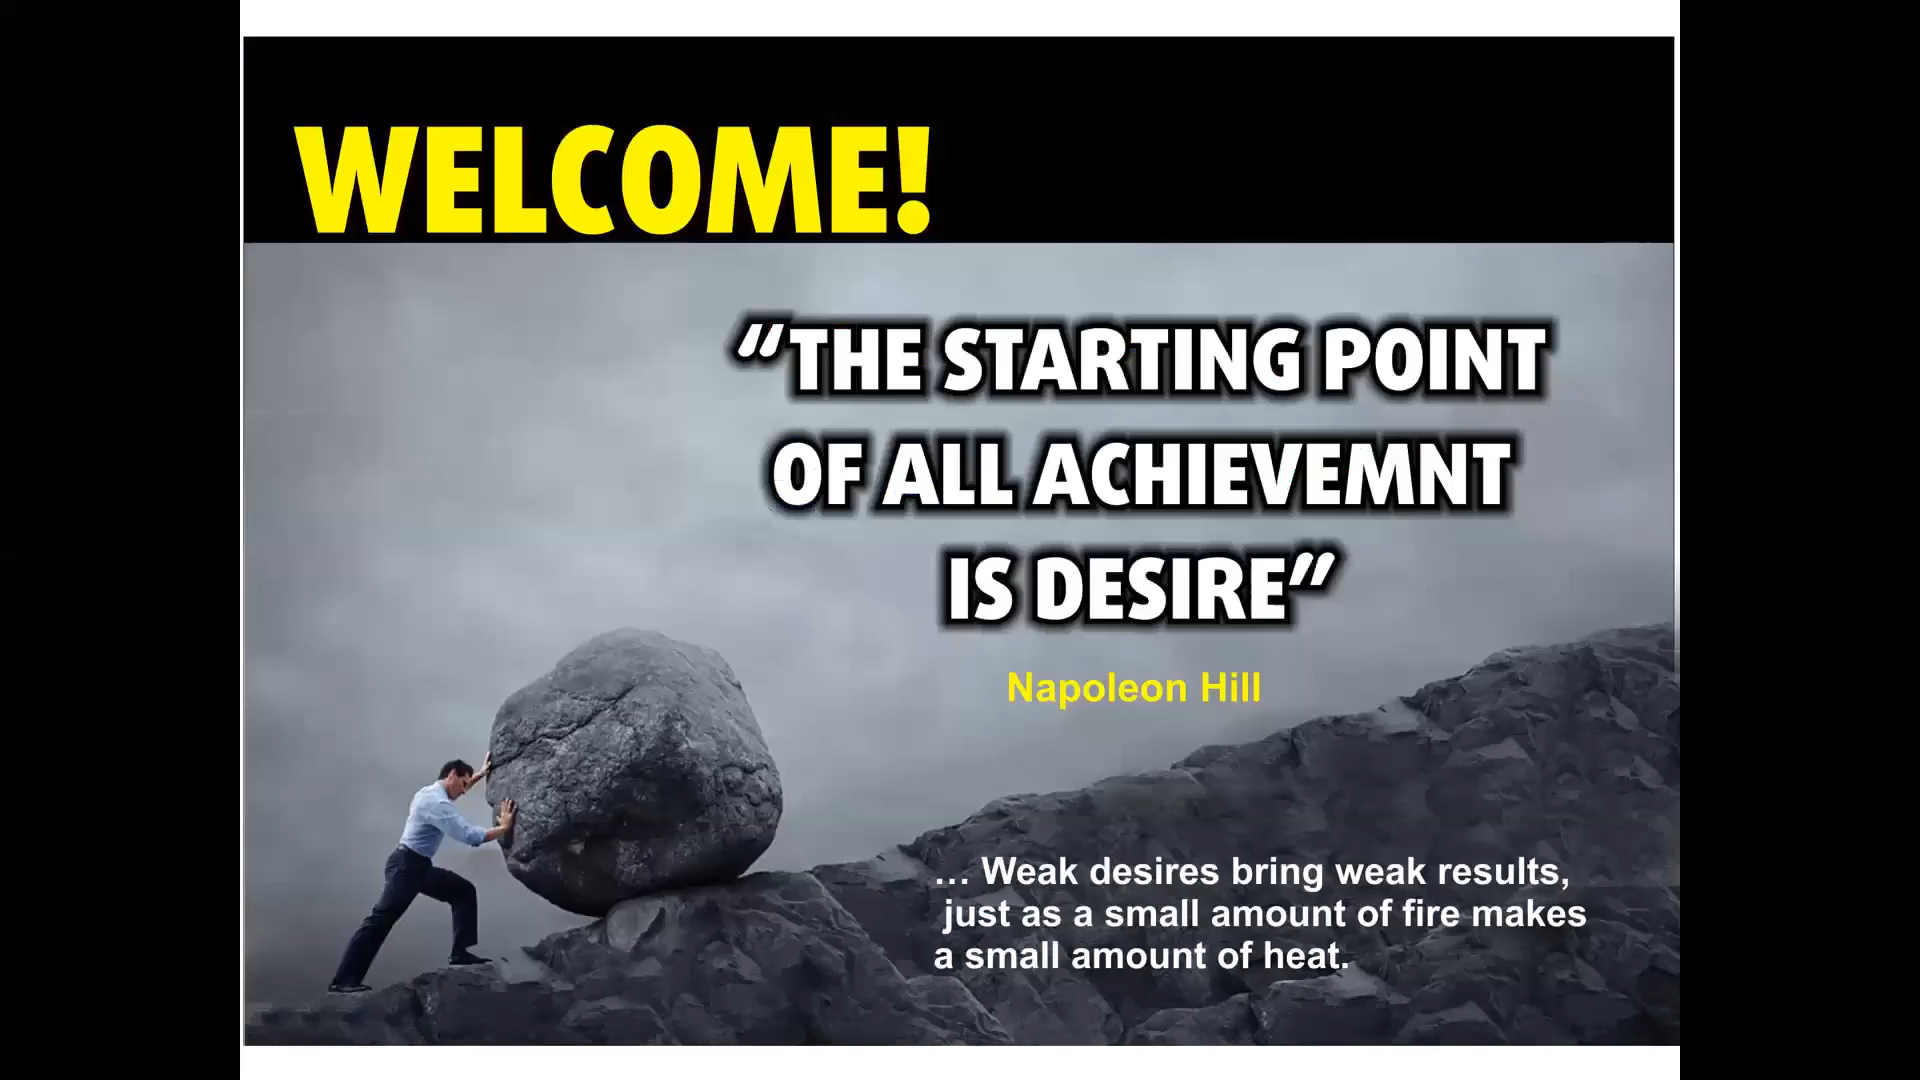 WELCOME!
“THE STARTING POINT
OF ALL ACHIEVEMNT
IS DESIRE”
Napoleon Hill
… Weak desires bring weak results,
just as a small amount of fire makes
a small amount of heat.